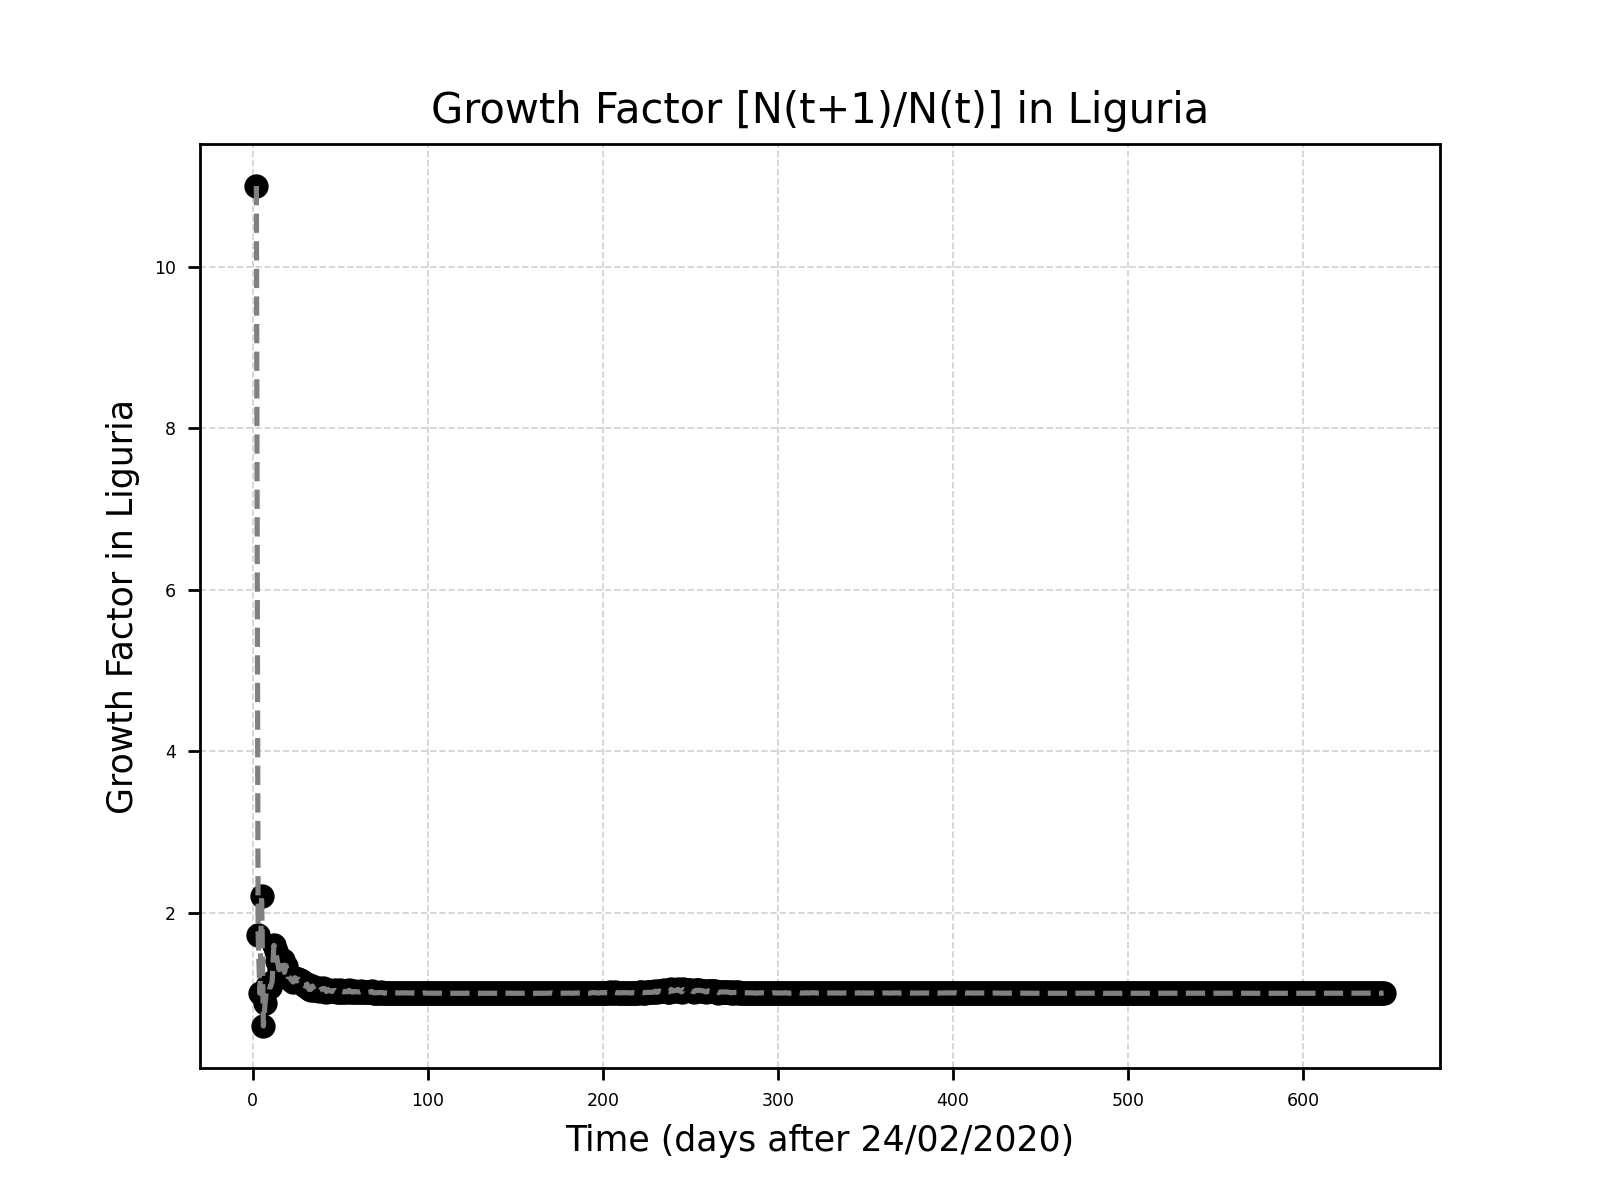 Growth Factor [N(t+1)/N(t)] in Liguria
Growth Factor in Liguria
10
8
6
4
2
0 100 200 300 400 500 600
Time (days after 24/02/2020)